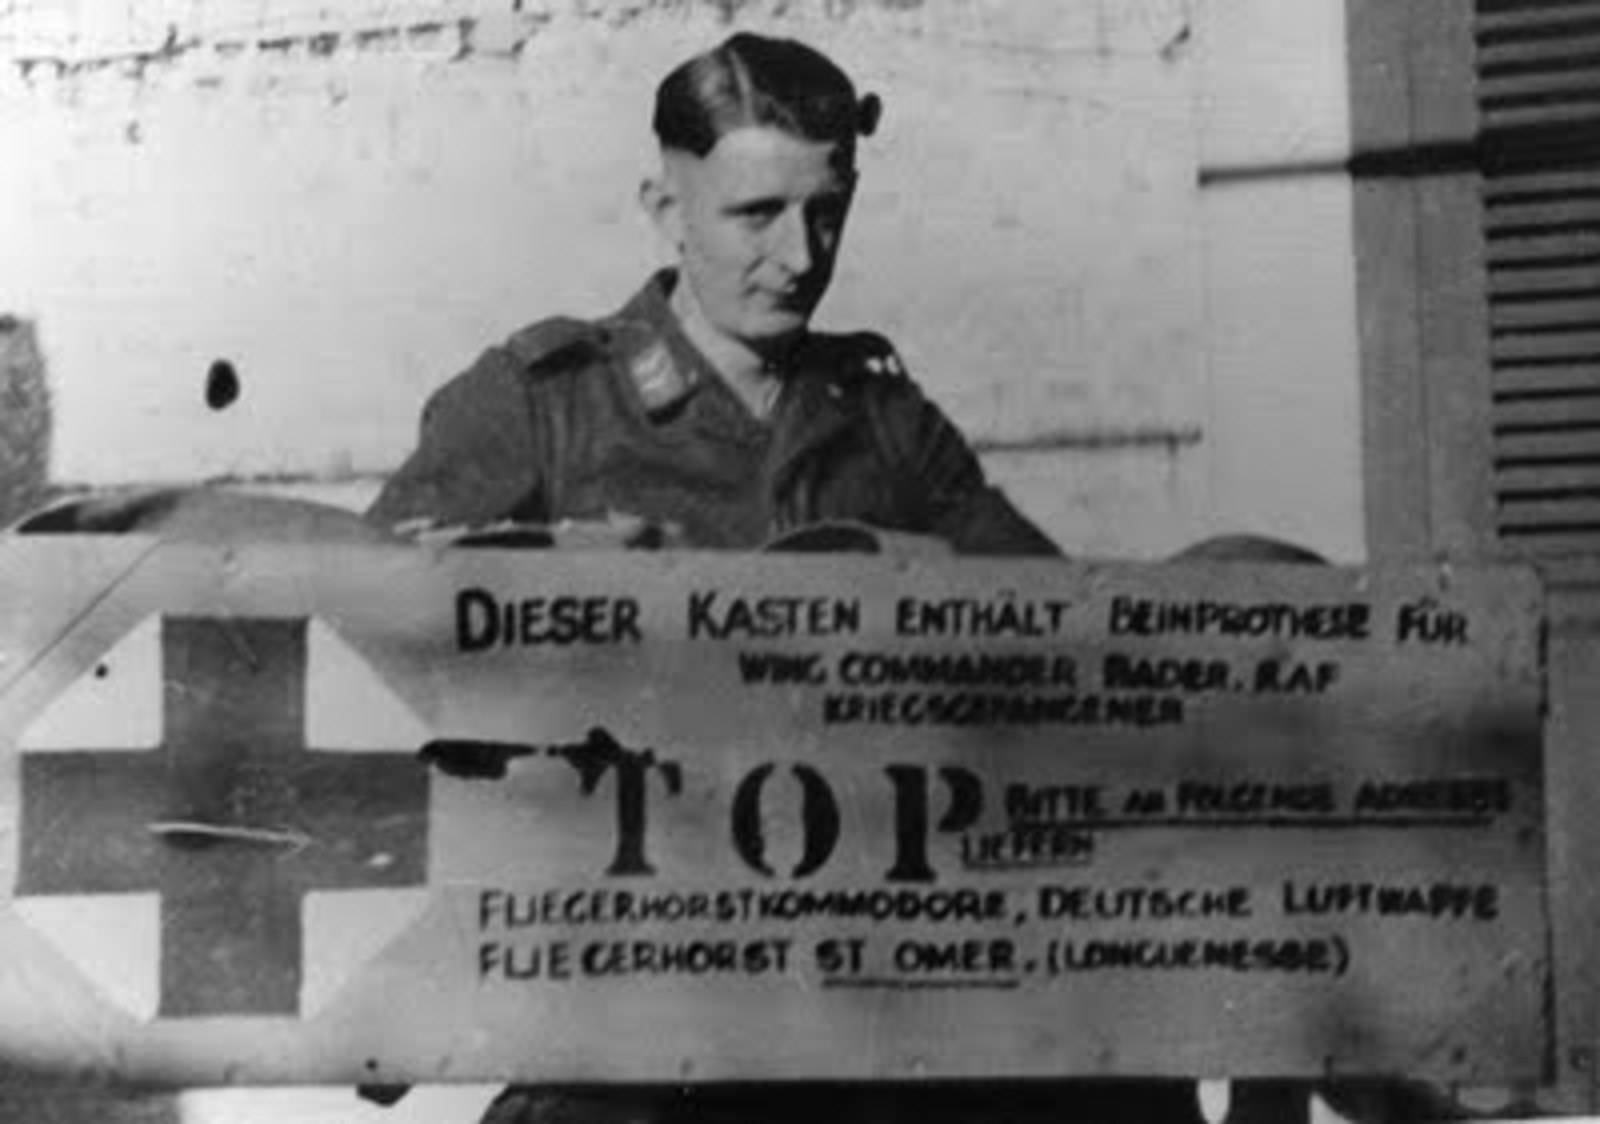 DIESER KASTEN ENTHÄLT BEINPROTHESE FÜR
WING COMMANDER BADER. RAF
KRIEGSGEFANGENER
TOP
BITTE AN FOLGENDE ADRESSE
LIEFERN
FLIEGERHORSTKOMMODORE, DEUTSCHE LUFTWAFFE
FLIEGERHORST ST OMER. (LONGUENESSE)